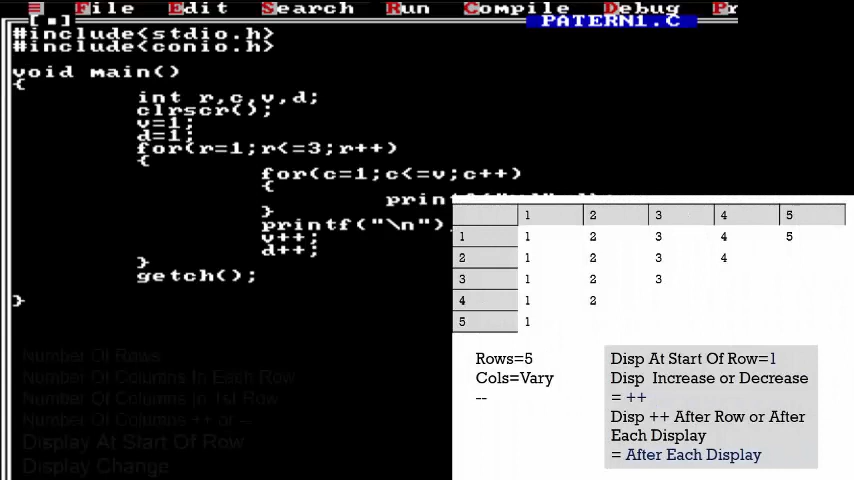 ≡ File Edit Search Run Compile Debug Pr
PATERN1.C
#include<stdio.h>
#include<conio.h>
void main()
{
int r,c,v,d;
clrscr();
v=1;
d=1;
for(r=1;r<=3;r++)
{
for(c=1;c<=v;c++)
{
}
printf("\n")
v++;
d++;
}
getch();
}
1 2 3 4 5
1 1 2 3 4 5
2 1 2 3 4
3 1 2 3
4 1 2
5 1
Rows=5
Cols=Vary
--
Disp At Start Of Row=1
Disp Increase or Decrease
= ++
Disp ++ After Row or After
Each Display
= After Each Display
Number Of Rows
Number Of Columns In Each Row
Number Of Columns In 1st Row
Number Of Columns ++ or --
Display At Start Of Row
Display Change